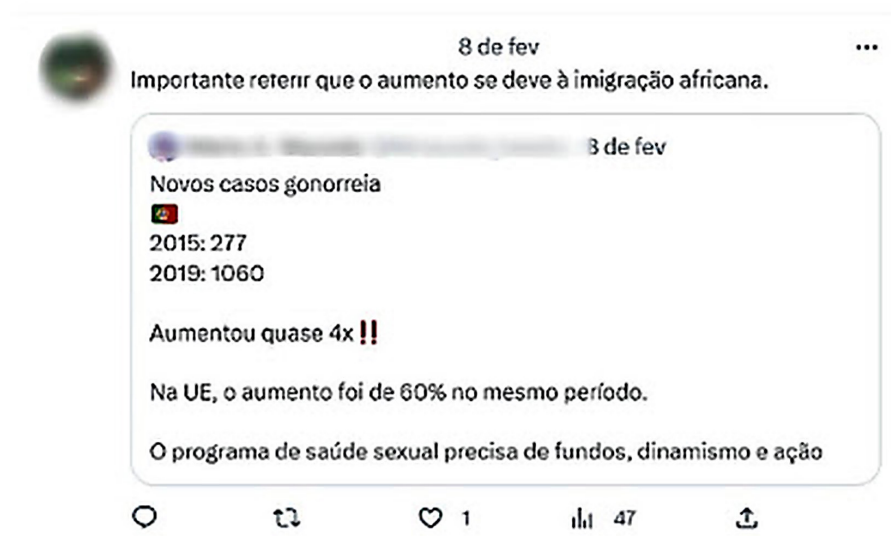 8 de fev
Importante referir que o aumento se deve à imigração africana.
8 de fev
Novos casos gonorreia
2015: 277
2019: 1060
Aumentou quase 4x‼
Na UE, o aumento foi de 60% no mesmo período.
O programa de saúde sexual precisa de fundos, dinamismo e ação
1
47